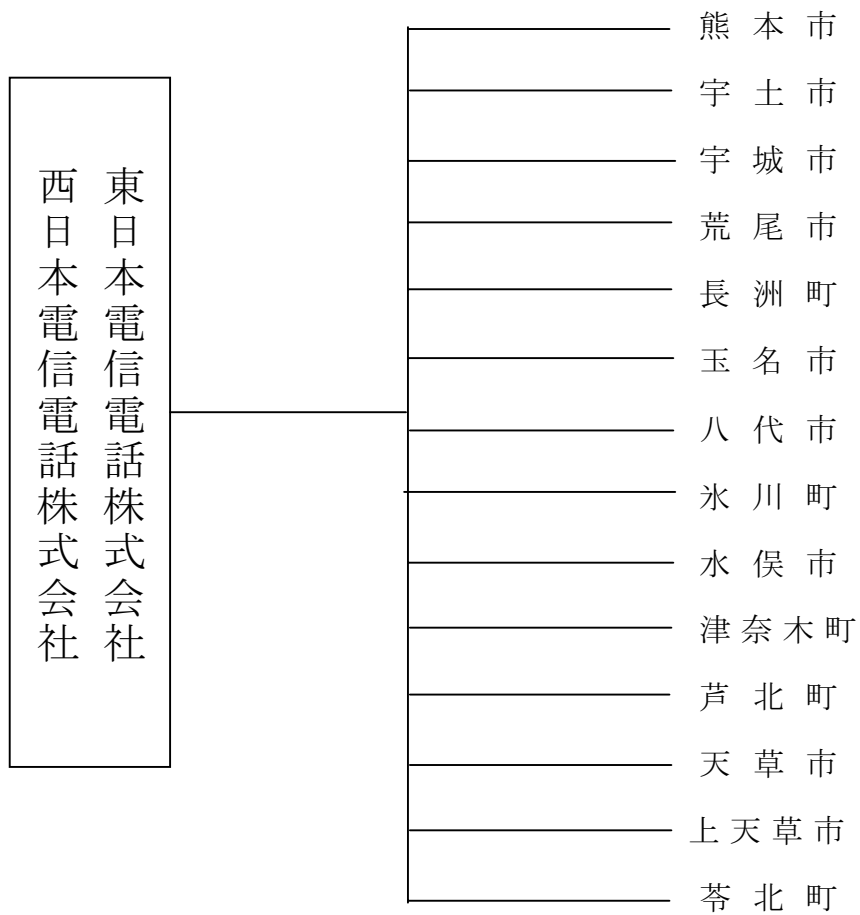 東日本電信電話株式会社
西日本電信電話株式会社
熊本市
宇土市
宇城市
荒尾市
長洲町
玉名市
八代市
氷川町
水俣市
津奈木町
芦北町
天草市
上天草市
苓北町